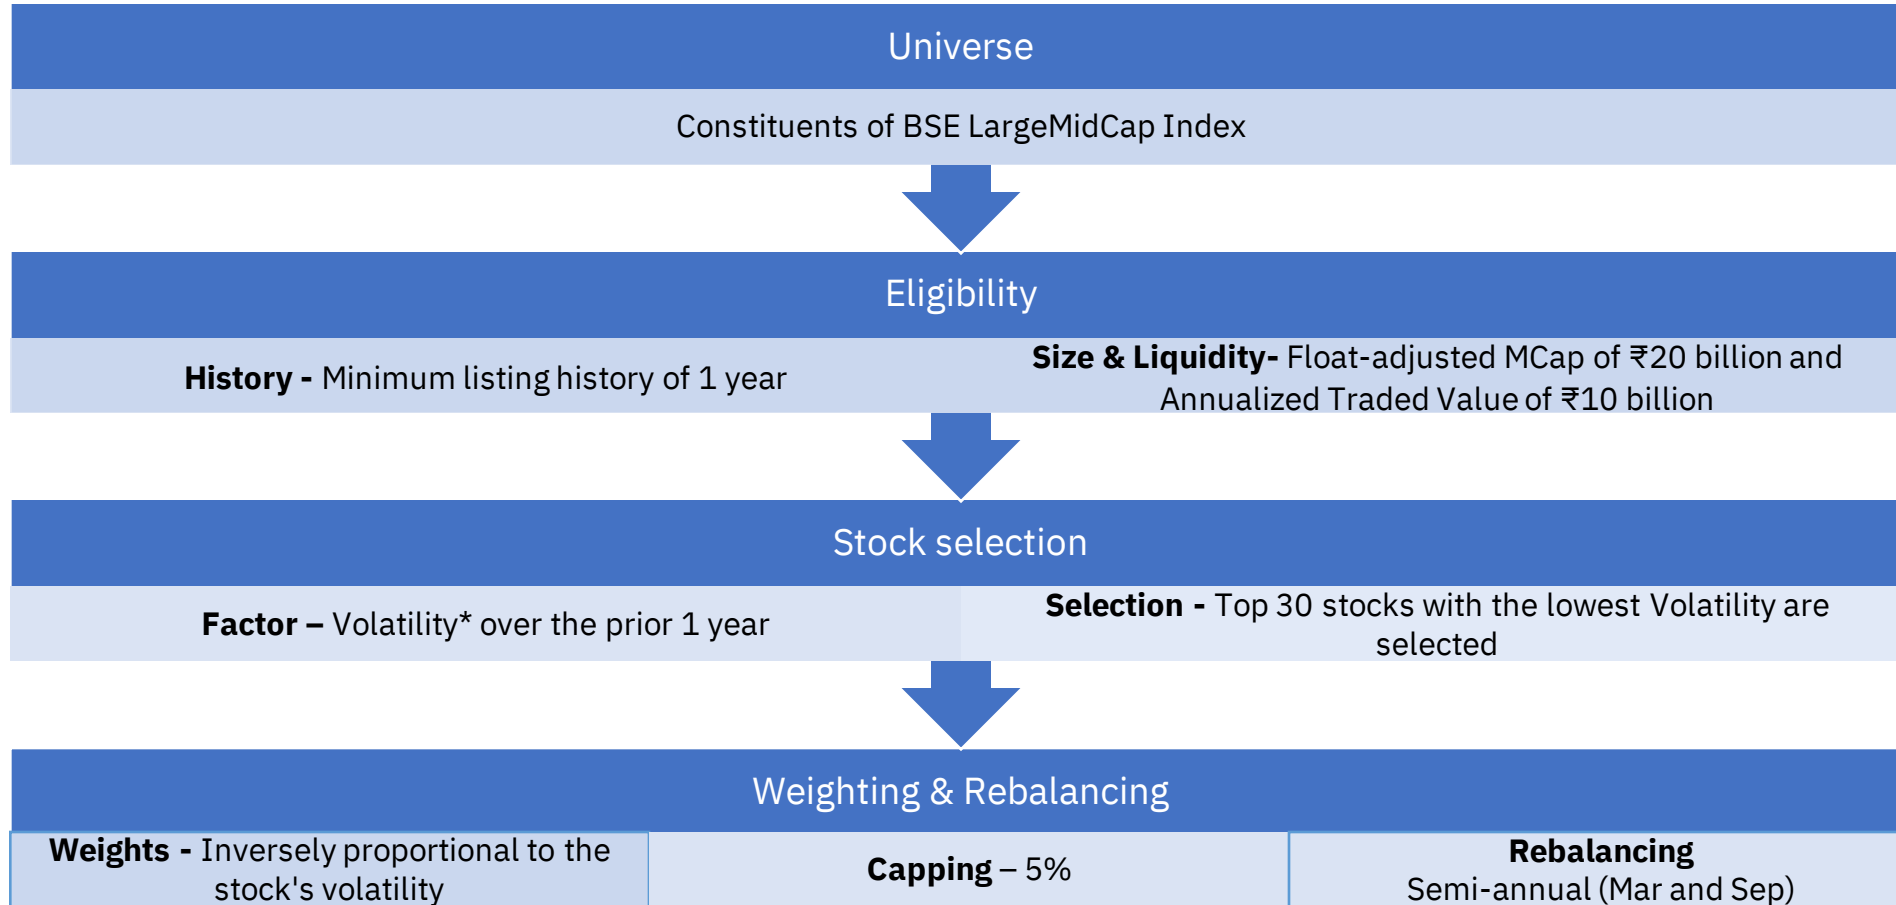 Universe
Constituents of BSE LargeMidCap Index
Eligibility
History - Minimum listing history of 1 year
Size & Liquidity- Float-adjusted MCap of ₹20 billion and
Annualized Traded Value of ₹10 billion
Stock selection
Factor – Volatility* over the prior 1 year
Selection - Top 30 stocks with the lowest Volatility are
selected
Weighting & Rebalancing
Weights - Inversely proportional to the
stock's volatility
Capping – 5%
Rebalancing
Semi-annual (Mar and Sep)